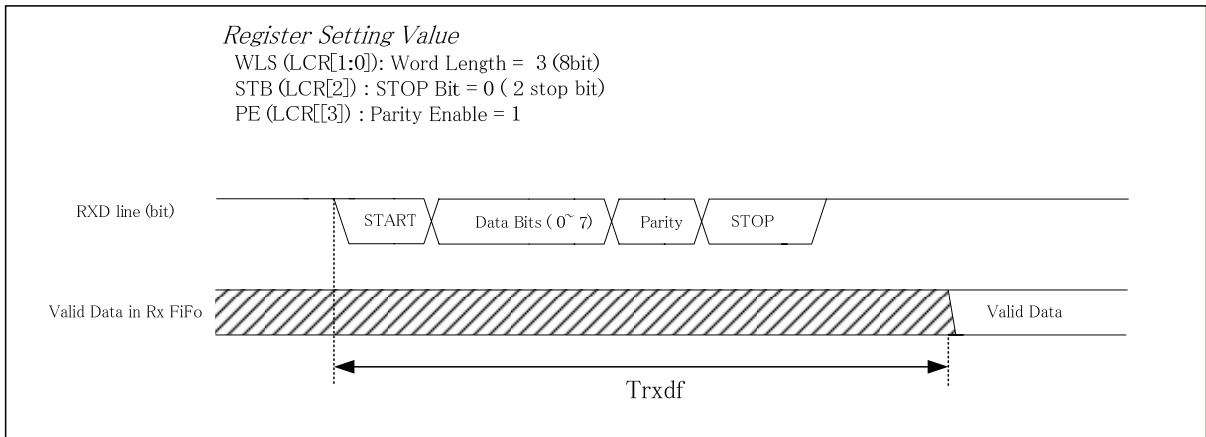 Register Setting Value
WLS (LCR[1:0]): Word Length = 3 (8bit)
STB (LCR[2]) : STOP Bit = 0 ( 2 stop bit)
PE (LCR[[3]) : Parity Enable = 1
RXD line (bit)
START
Data Bits ( 0~ 7)
Parity
STOP
Valid Data in Rx FiFo
Valid Data
Trxdf